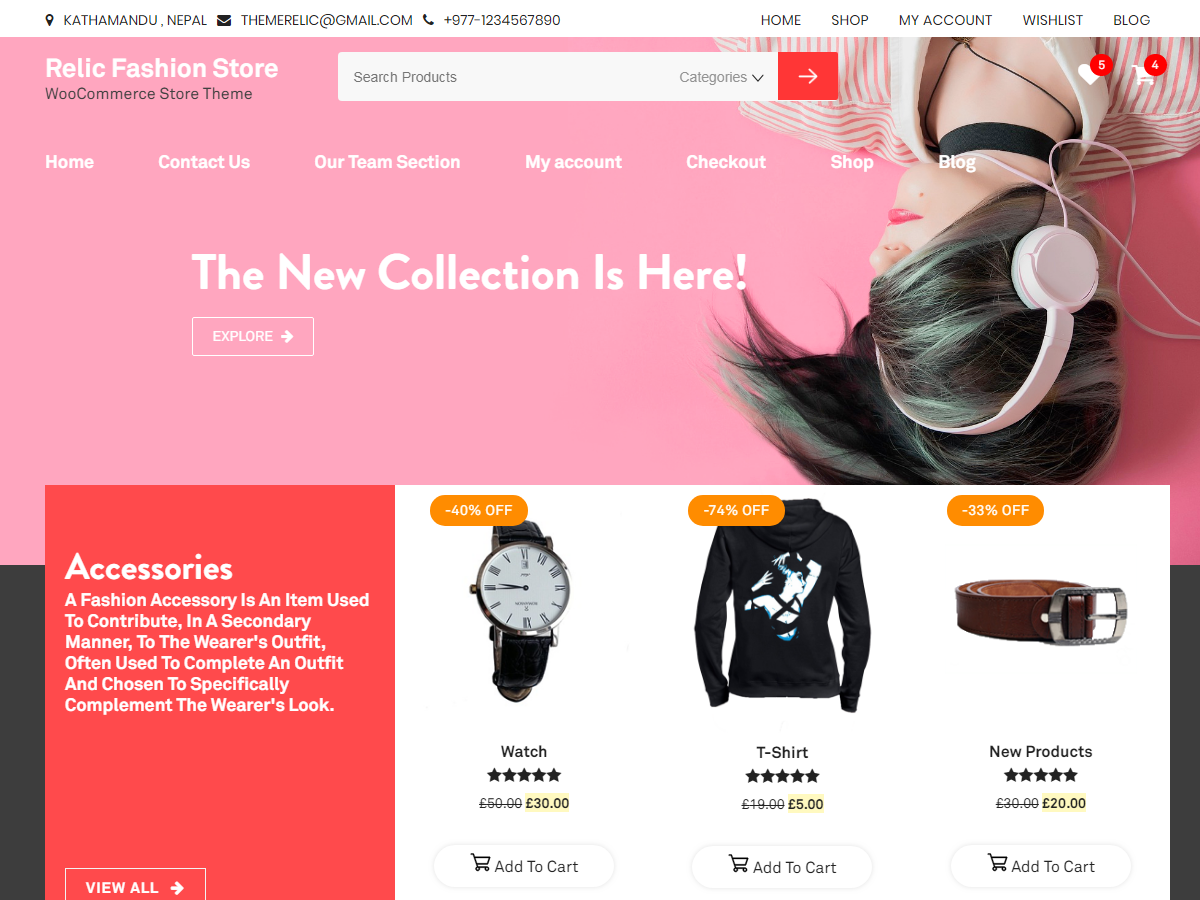 KATHAMANDU , NEPAL THEMERELIC@GMAIL.COM +977-1234567890 HOME SHOP MY ACCOUNT WISHLIST BLOG
Relic Fashion Store
WooCommerce Store Theme
Search Products Categories
5 4
Home Contact Us Our Team Section My account Checkout Shop Blog
The New Collection Is Here!
EXPLORE
Accessories
A Fashion Accessory Is An Item Used
To Contribute, In A Secondary
Manner, To The Wearer's Outfit,
Often Used To Complete An Outfit
And Chosen To Specifically
Complement The Wearer's Look.
VIEW ALL
-40% OFF
Watch
£50.00 £30.00
Add To Cart
-74% OFF
T-Shirt
£19.00 £5.00
Add To Cart
-33% OFF
New Products
£30.00 £20.00
Add To Cart